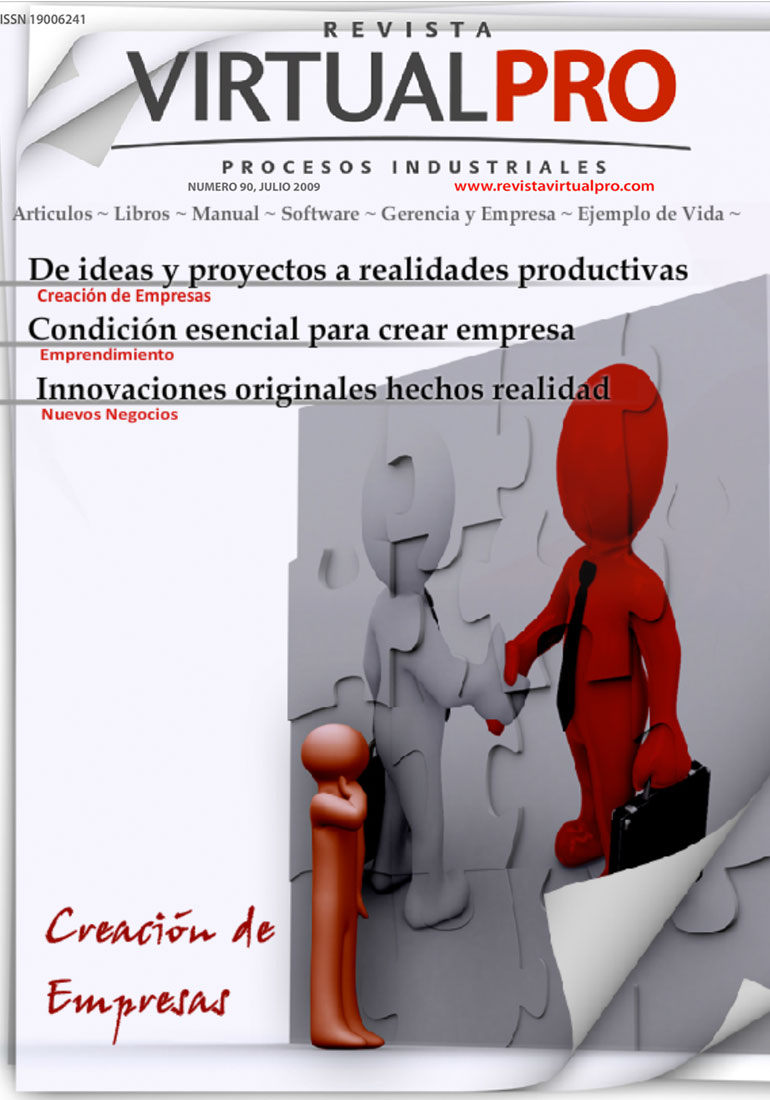 ISSN 19006241
REVISTA
VIRTUALPRO
PROCESOS INDUSTRIALES
NUMERO 90, JULIO 2009
www.revistavirtualpro.com
Articulos ~ Libros ~ Manual ~ Software ~ Gerencia y Empresa ~ Ejemplo de Vida ~
De ideas y proyectos a realidades productivas
Creación de Empresas
Condición esencial para crear empresa
Emprendimiento
Innovaciones originales hechos realidad
Nuevos Negocios
Creación de
Empresas